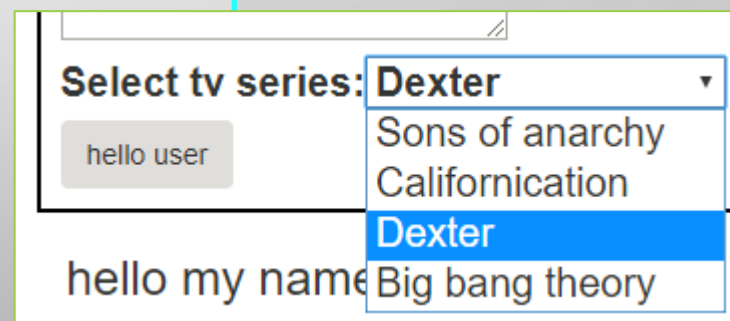 Select tv series: Dexter
Sons of anarchy
hello user
Californication
Dexter
hello my name
Big bang theory